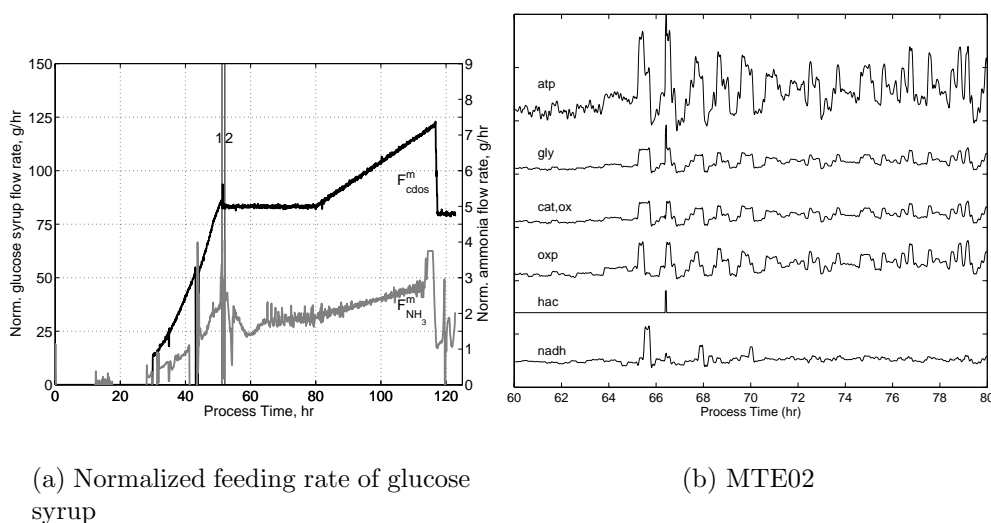 150
125
100
75
50
25
0
Norm. glucose syrup flow rate, g/hr
12
F^m_cdos
F^m_NH_3
9
8
7
6
5
4
3
2
1
0
Norm. ammonia flow rate, g/hr
0 20 40 60 80 100 120
Process Time, hr
atp
gly
cat,ox
oxp
hac
nadh
60 62 64 66 68 70 72 74 76 78 80
Process Time (hr)
(a) Normalized feeding rate of glucose
syrup
(b) MTE02